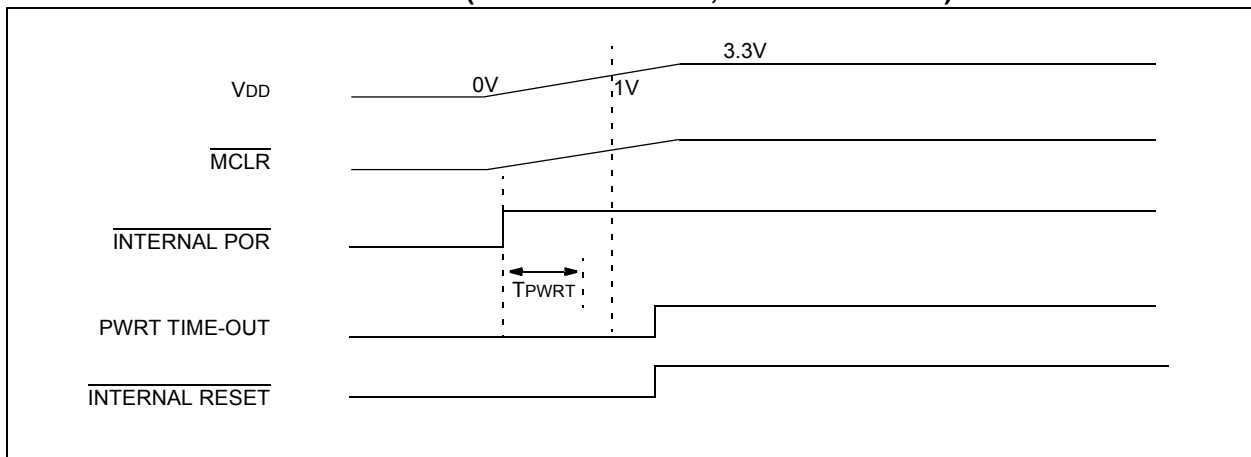 3.3V
VDD
0V
1V
MCLR
INTERNAL POR
TPWRT
PWRT TIME-OUT
INTERNAL RESET